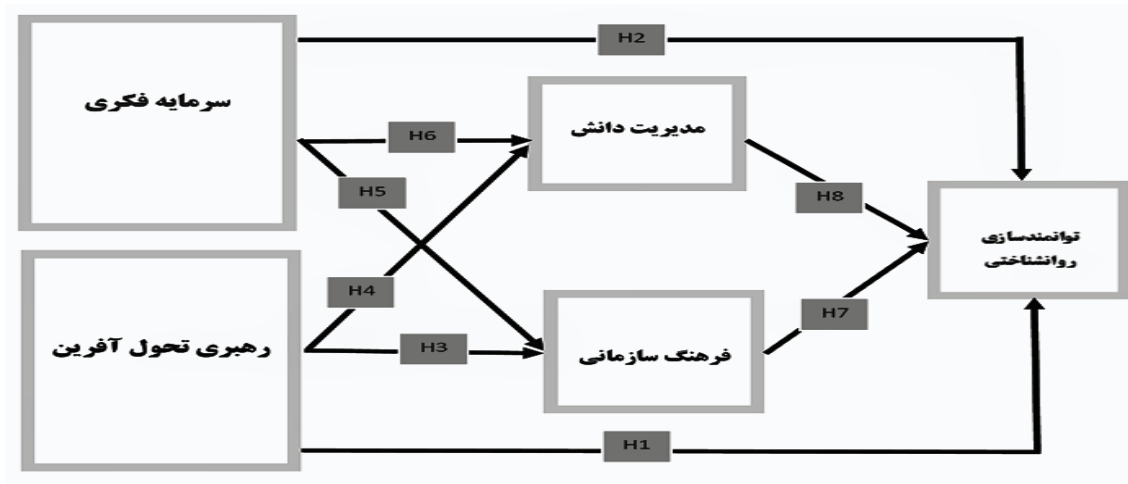 H2
سرمایه فکری
H6
مدیریت دانش
H5
H8
توانمندسازی
روانشناختی
H4
H7
رهبری تحول آفرین
H3
فرهنگ سازمانی
H1